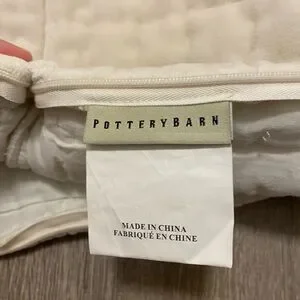 POTTERYBARN
MADE IN CHINA
FABRIQUÉ EN CHINE